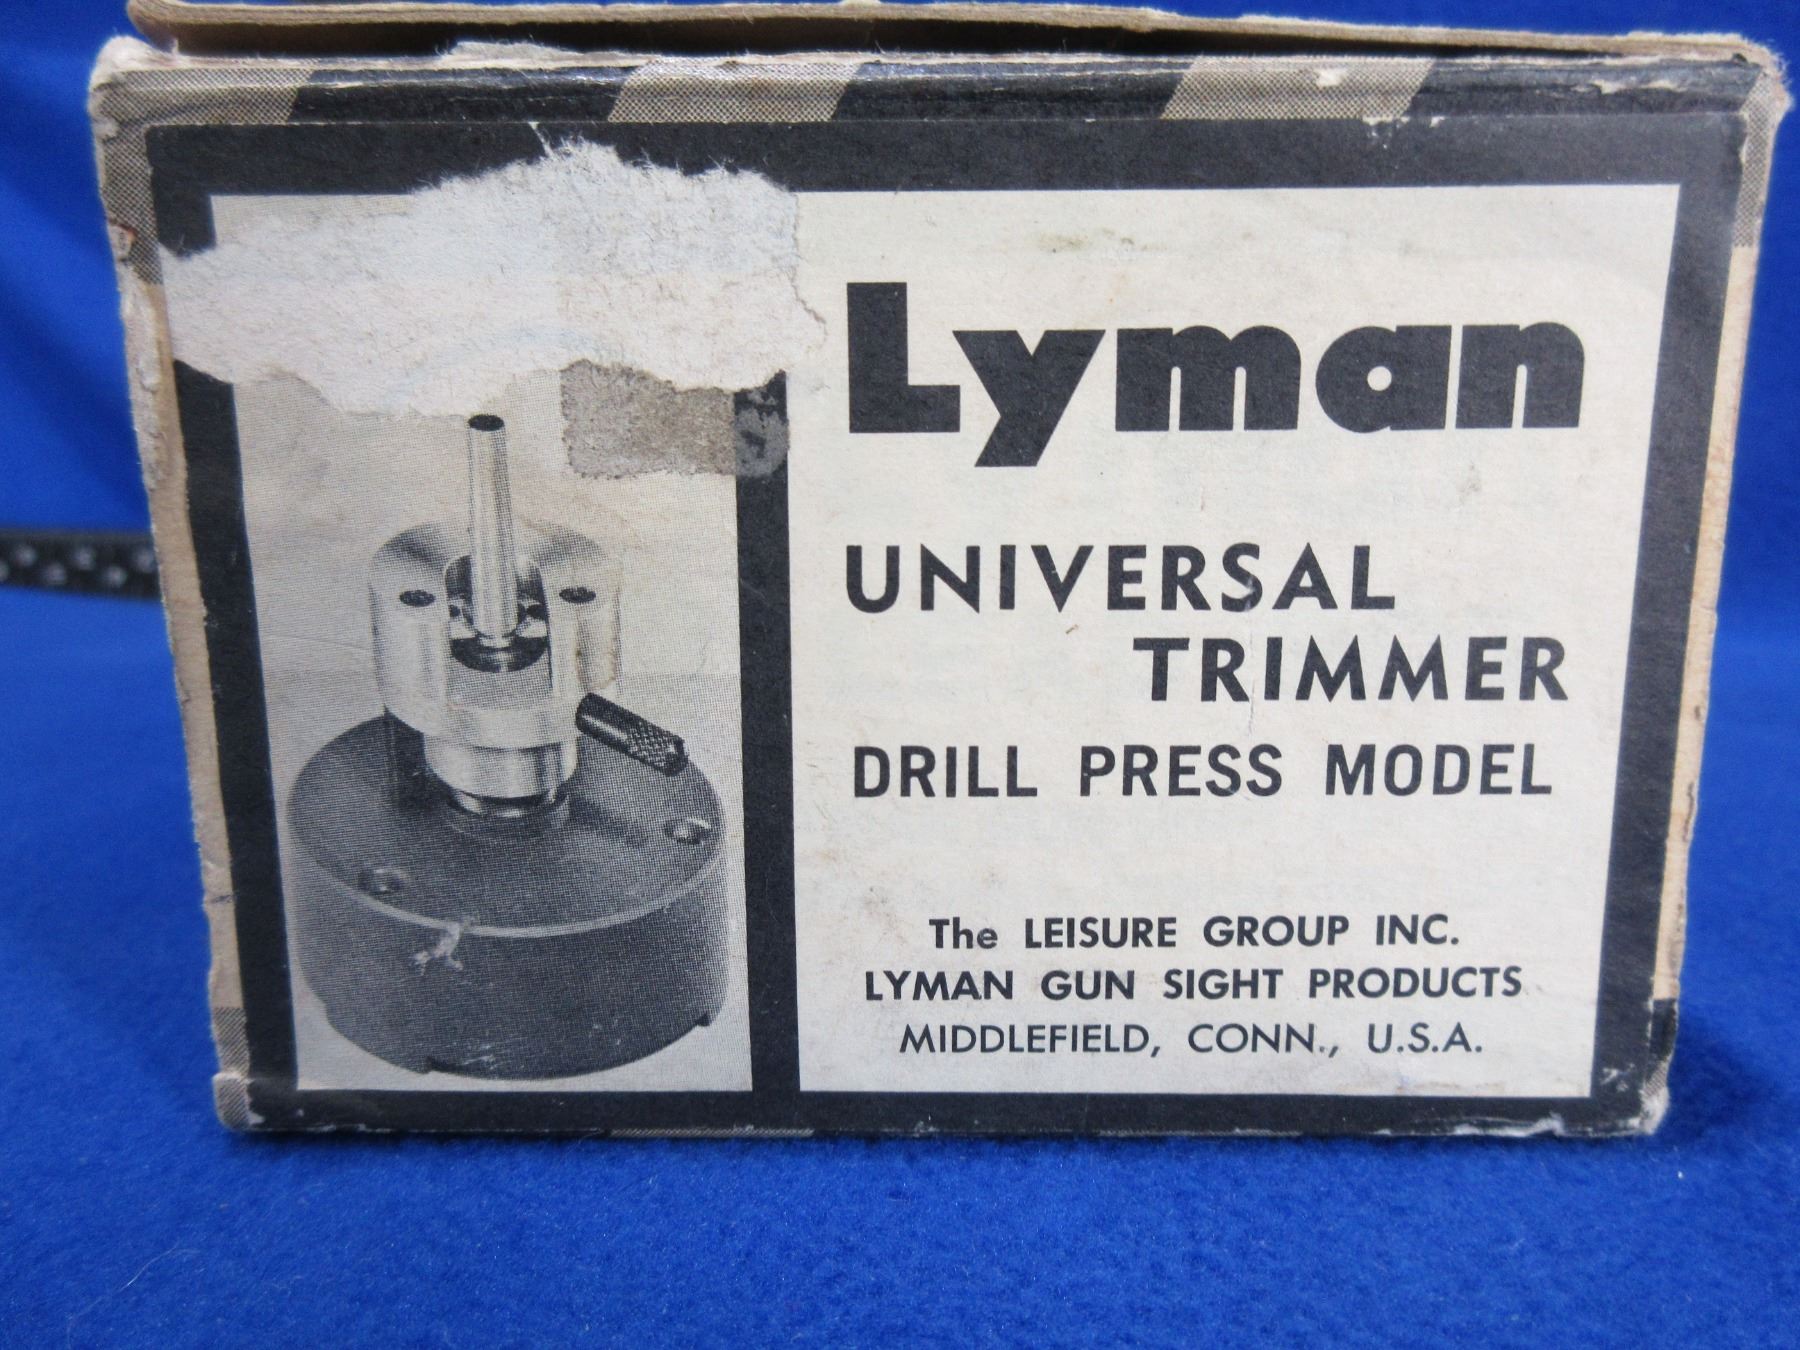 Lyman
UNIVERSAL
TRIMMER
DRILL PRESS MODEL
The LEISURE GROUP INC.
LYMAN GUN SIGHT PRODUCTS
MIDDLEFIELD, CONN., U.S.A.